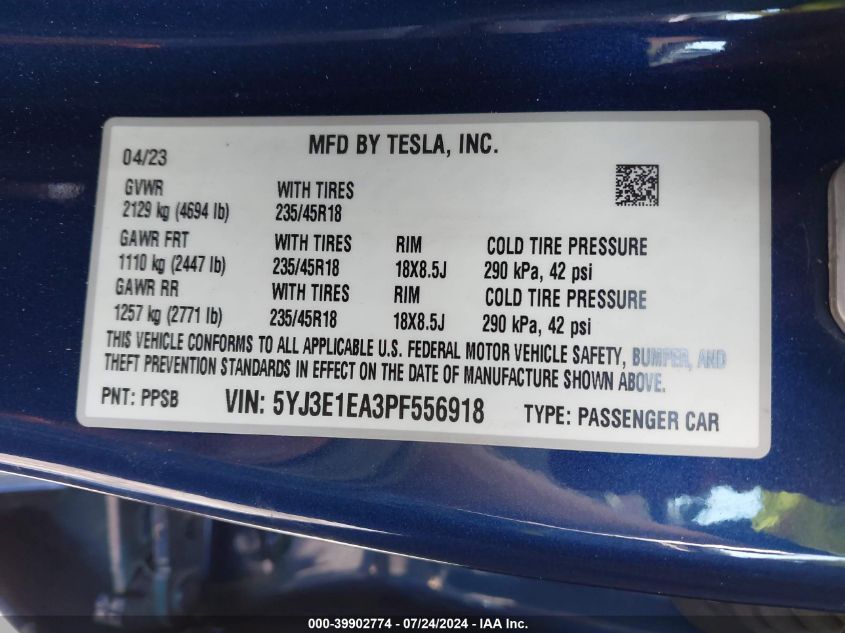 MFD BY TESLA, INC.
04/23
GVWR WITH TIRES
2129 kg (4694 lb) 235/45R18
GAWR FRT WITH TIRES RIM COLD TIRE PRESSURE
1110 kg (2447 lb) 235/45R18 18X8.5J 290 kPa, 42 psi
GAWR RR WITH TIRES RIM COLD TIRE PRESSURE
1257 kg (2771 lb) 235/45R18 18X8.5J 290 kPa, 42 psi
THIS VEHICLE CONFORMS TO ALL APPLICABLE U.S. FEDERAL MOTOR VEHICLE SAFETY, BUMPER, AND
THEFT PREVENTION STANDARDS IN EFFECT ON THE DATE OF MANUFACTURE SHOWN ABOVE.
PNT: PPSB VIN: 5YJ3E1EA3PF556918 TYPE: PASSENGER CAR
000-39902774 - 07/24/2024 - IAA Inc.